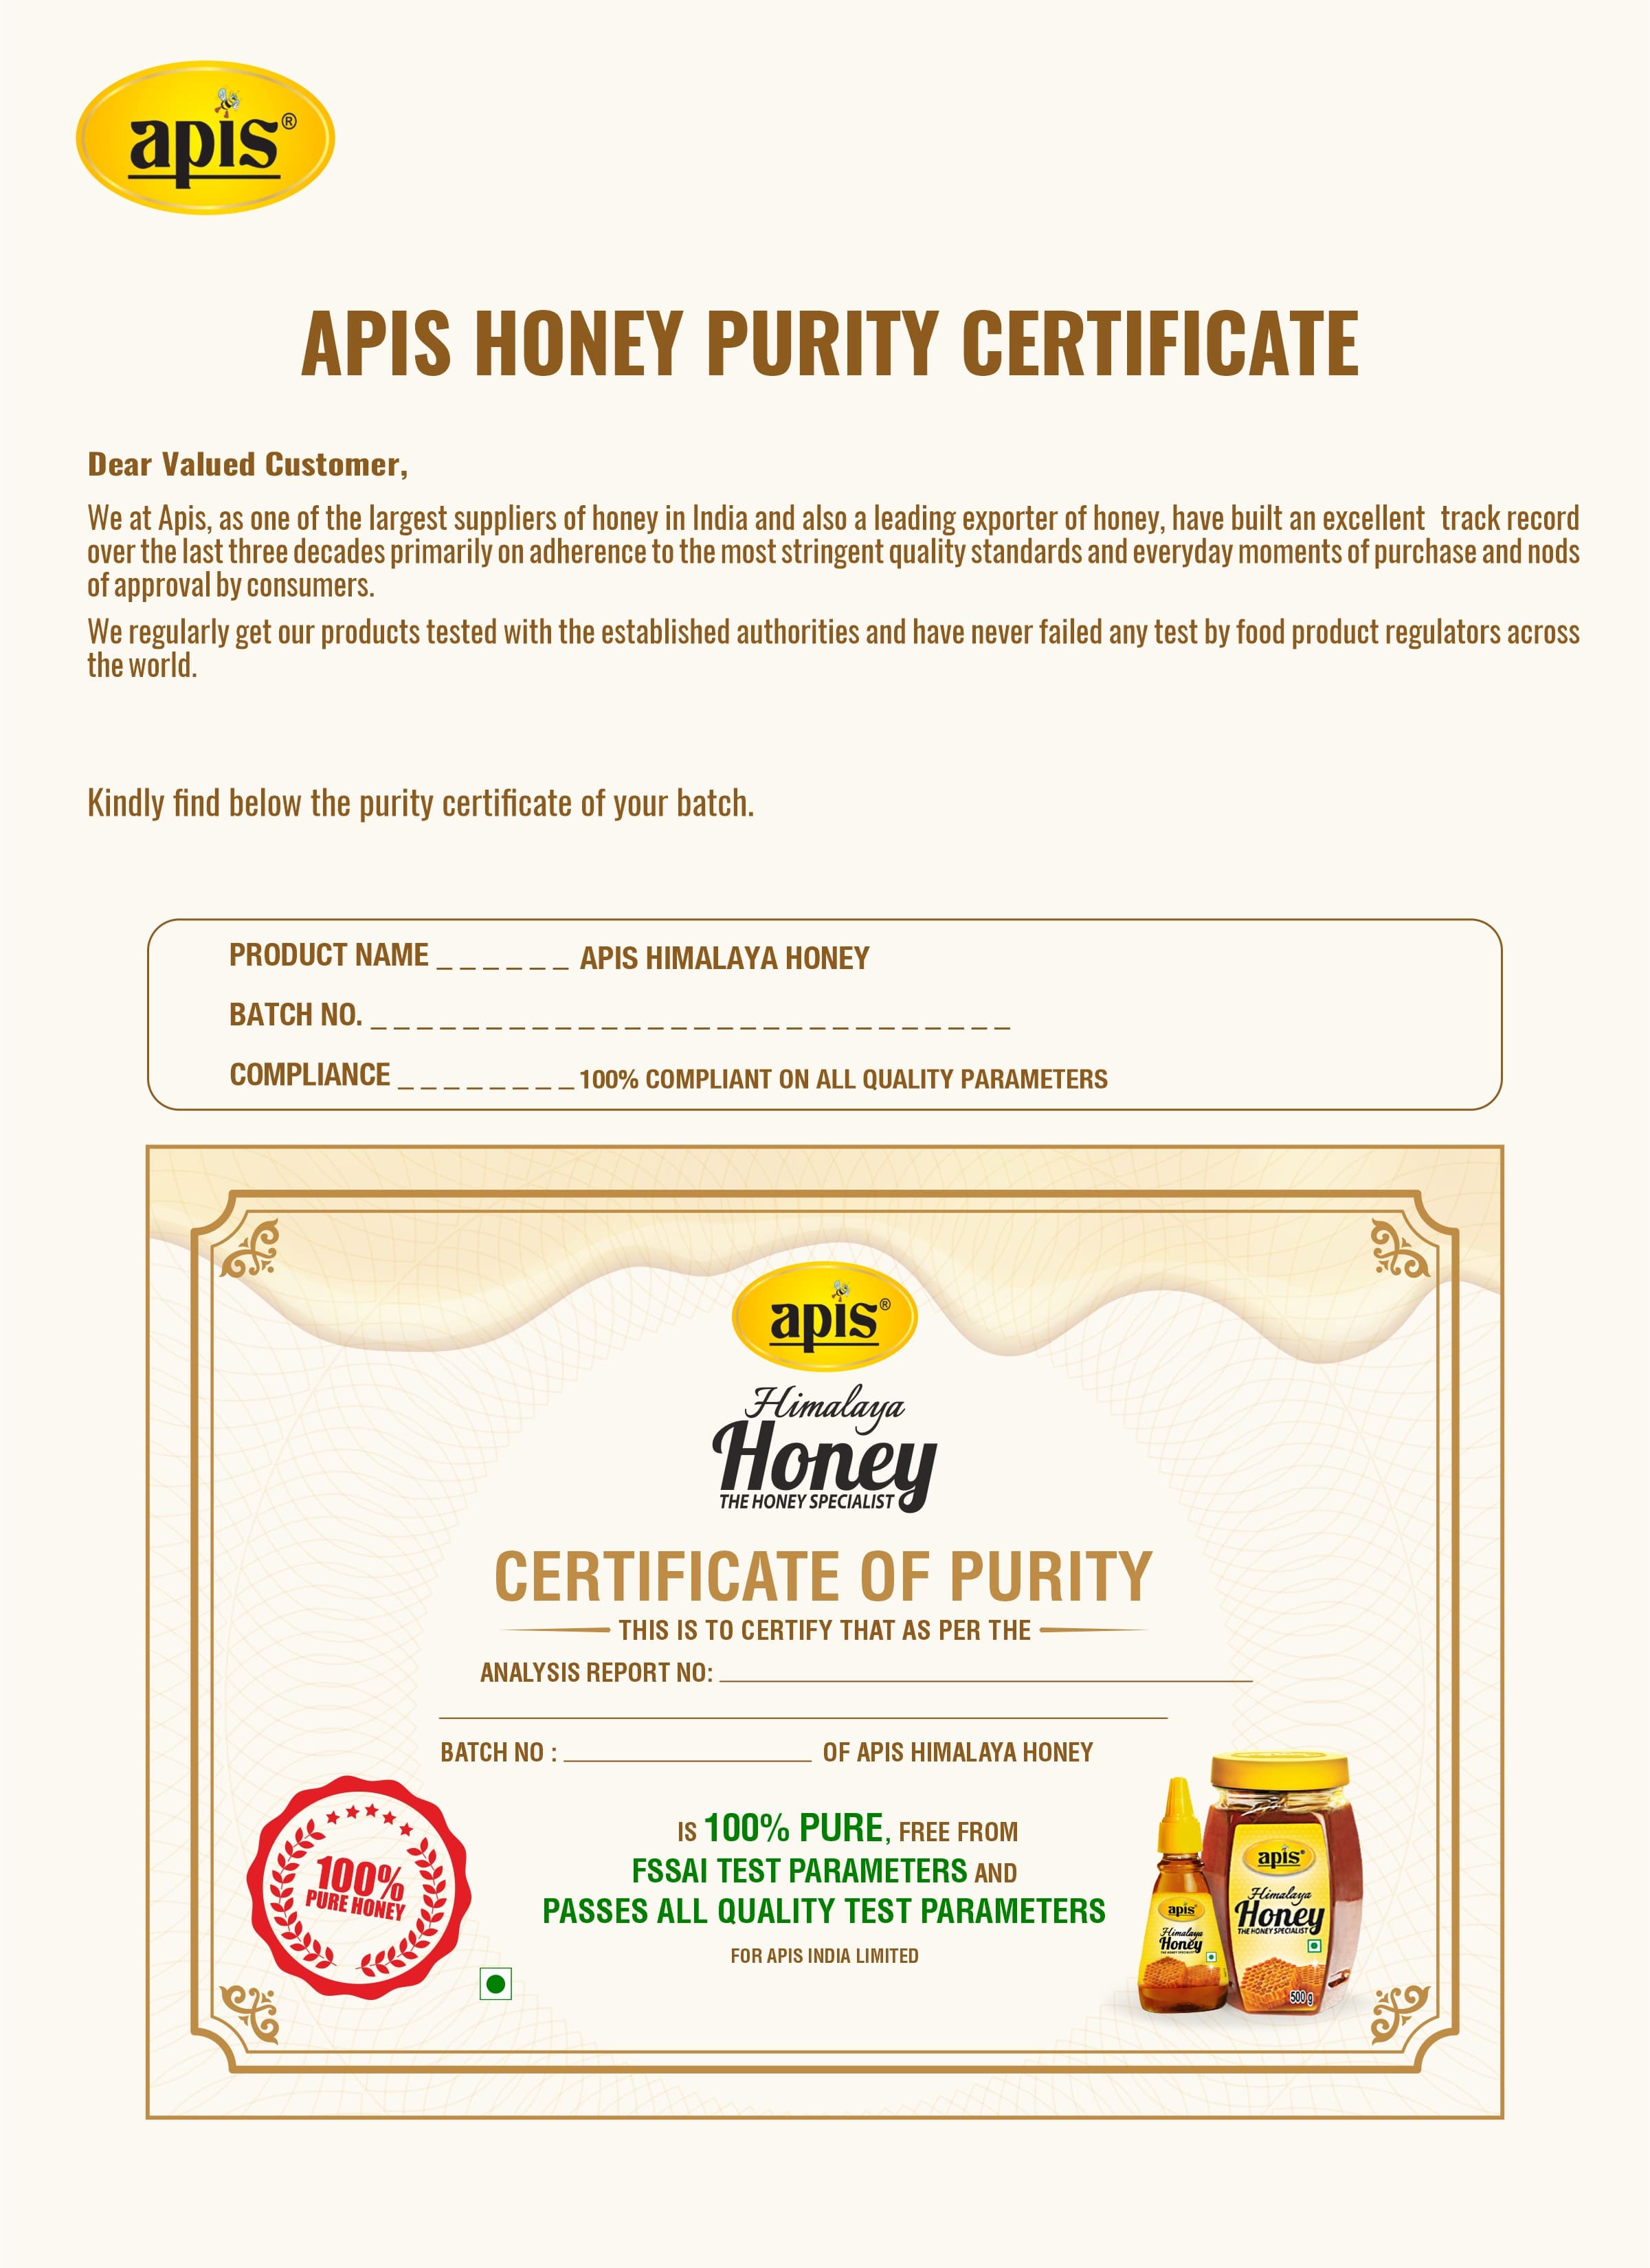 apis®
APIS HONEY PURITY CERTIFICATE
Dear Valued Customer,
We at Apis, as one of the largest suppliers of honey in India and also a leading exporter of honey, have built an excellent track record
over the last three decades primarily on adherence to the most stringent quality standards and everyday moments of purchase and nods
of approval by consumers.
We regularly get our products tested with the established authorities and have never failed any test by food product regulators across
the world.
Kindly find below the purity certificate of your batch.
PRODUCT NAME _ _ _ _ _ _ APIS HIMALAYA HONEY
BATCH NO. _ _ _ _ _ _ _ _ _ _ _ _ _ _ _ _ _ _ _ _ _ _ _ _ _ _ _ _
COMPLIANCE _ _ _ _ _ _ _ _ 100% COMPLIANT ON ALL QUALITY PARAMETERS
apis®
Himalaya
Honey
THE HONEY SPECIALIST
CERTIFICATE OF PURITY
THIS IS TO CERTIFY THAT AS PER THE
ANALYSIS REPORT NO:
BATCH NO : ____________ OF APIS HIMALAYA HONEY
IS 100% PURE, FREE FROM
FSSAI TEST PARAMETERS AND
PASSES ALL QUALITY TEST PARAMETERS
FOR APIS INDIA LIMITED
100%
PURE HONEY
apis
Himalaya
Honey
apis®
Himalaya
Honey
THE HONEY SPECIALIST
500 g